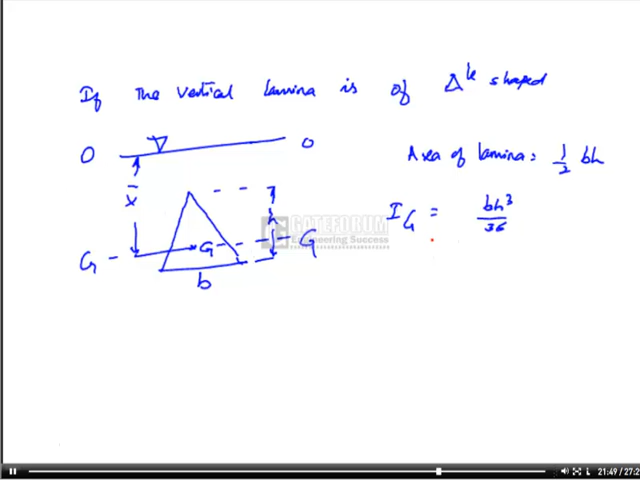 If the vertical lamina is of Δle shaped
O O
Area of lamina = 1/2 bh
x̄
h
I_G = bh³/36
GATEFORUM
Engineering Success
G G G
b
21:49 / 27:2